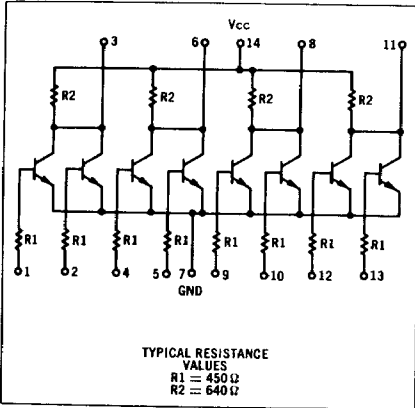 Vcc
3 6 14 8 11
R2 R2 R2 R2
R1 R1 R1 R1 R1 R1 R1 R1
1 2 4 5 7 9 10 12 13
GND
TYPICAL RESISTANCE
VALUES
R1 = 450Ω
R2 = 640Ω